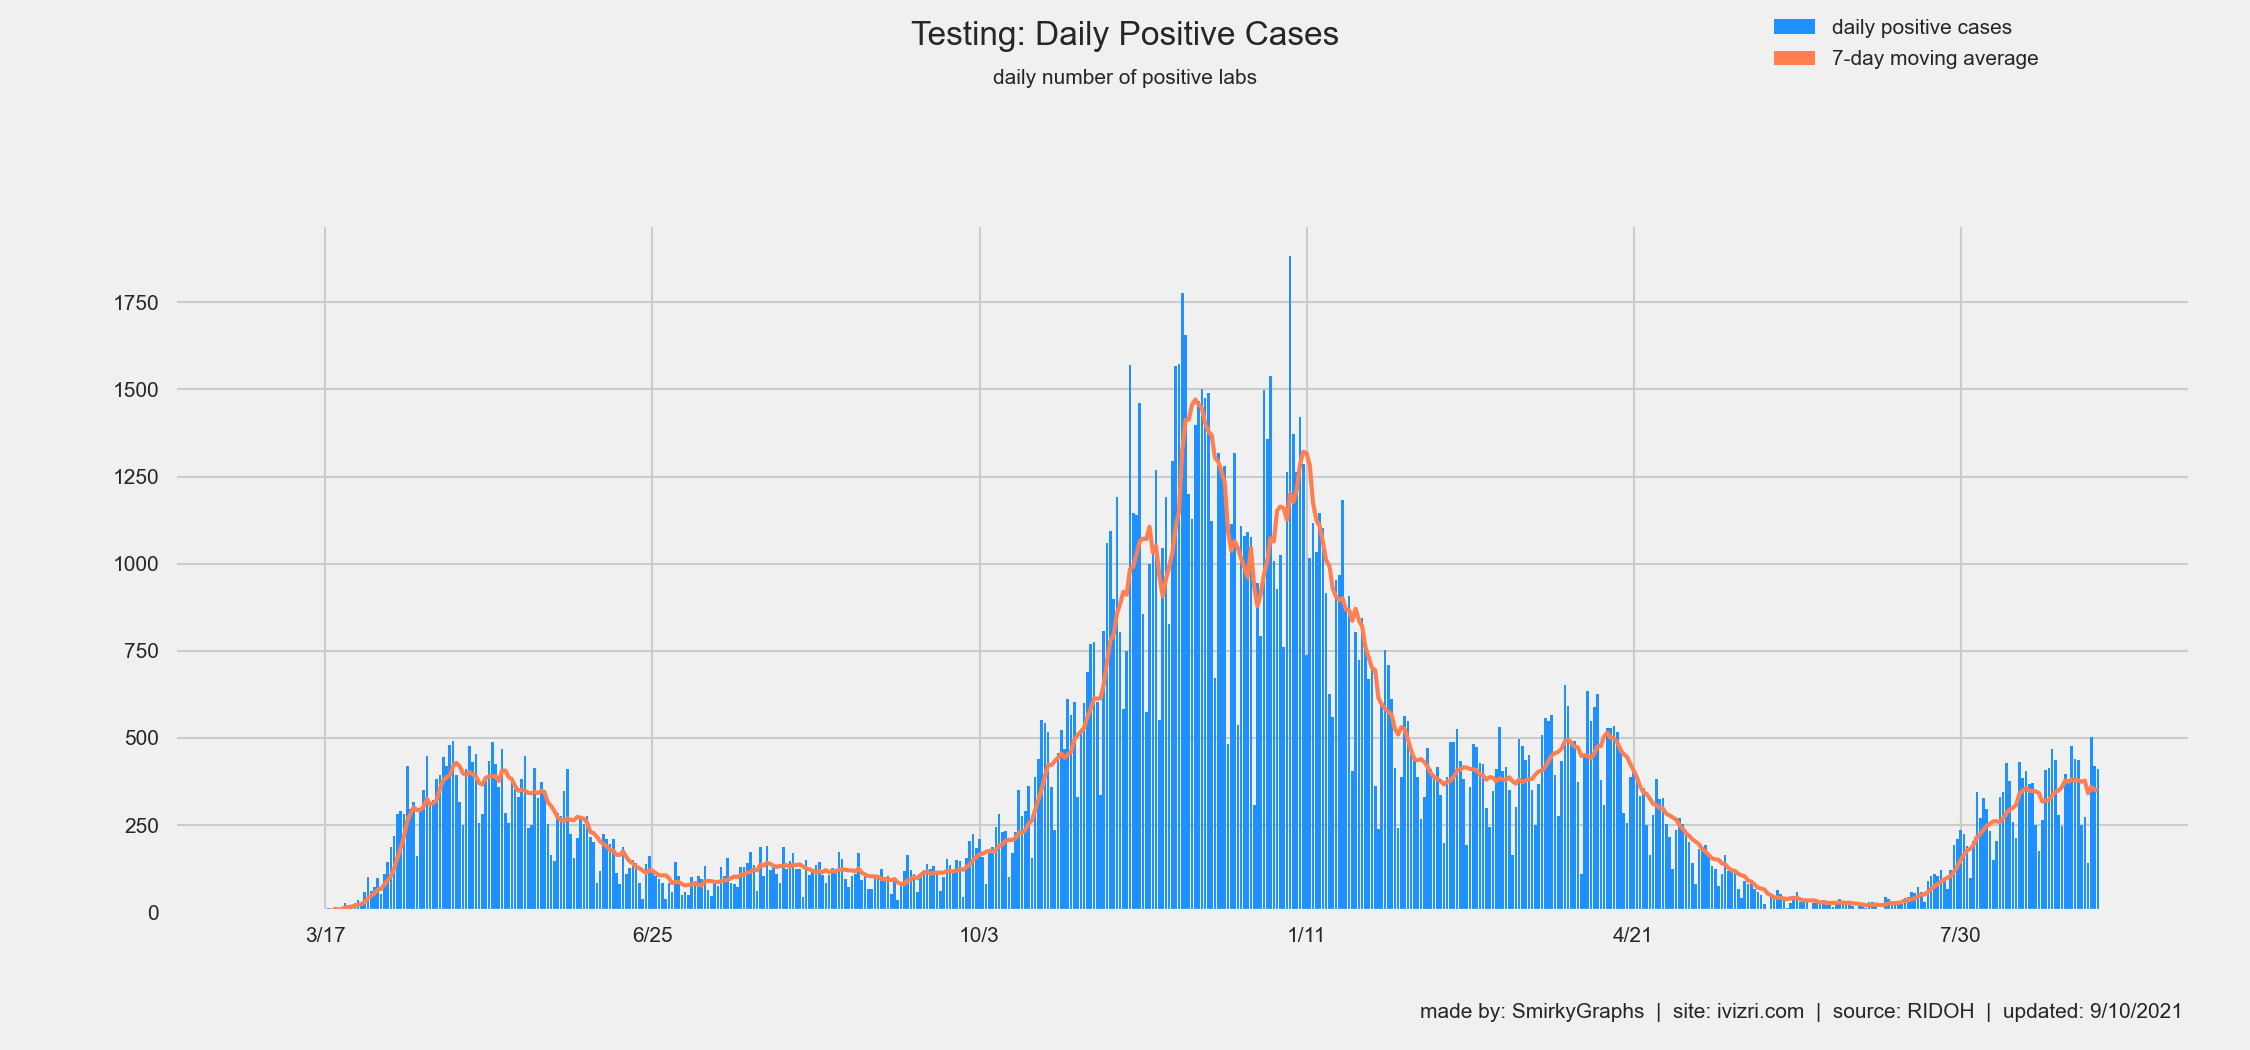 Testing: Daily Positive Cases
daily number of positive labs
daily positive cases
7-day moving average
1750
1500
1250
1000
750
500
250
0
3/17 6/25 10/3 1/11 4/21 7/30
made by: SmirkyGraphs | site: ivizri.com | source: RIDOH | updated: 9/10/2021